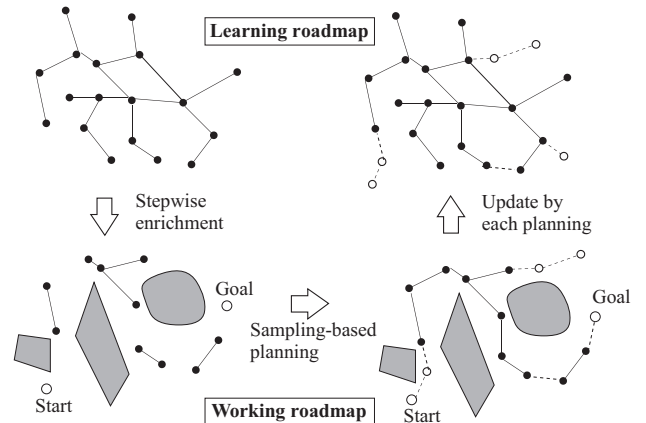 Learning roadmap
Stepwise
enrichment
Update by
each planning
Goal
Goal
Sampling-based
planning
Start
Working roadmap
Start